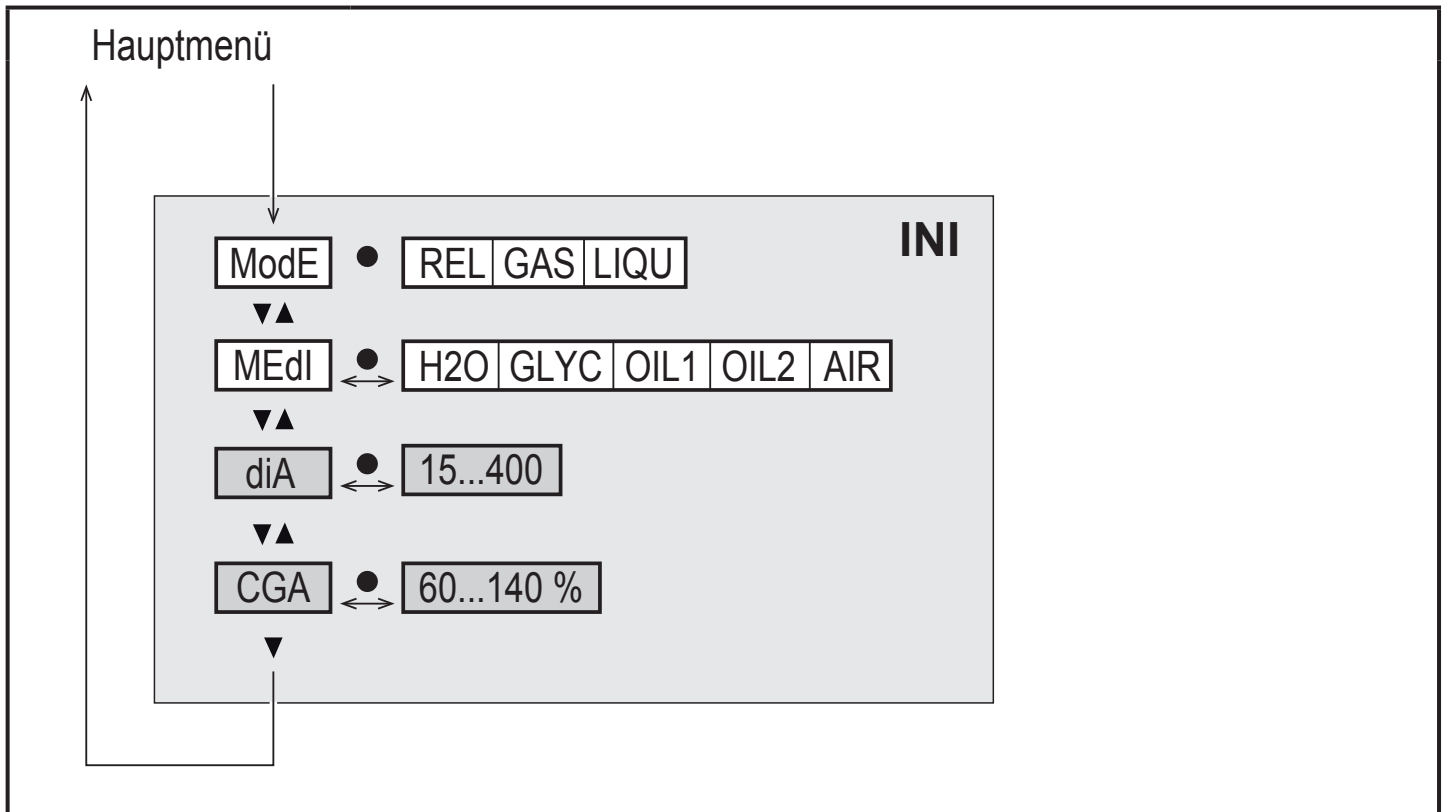 Hauptmenü
INI
ModE ● REL GAS LIQU
▼▲
MEdI ● H2O GLYC OIL1 OIL2 AIR
▼▲
diA ● 15...400
▼▲
CGA ● 60...140 %
▼